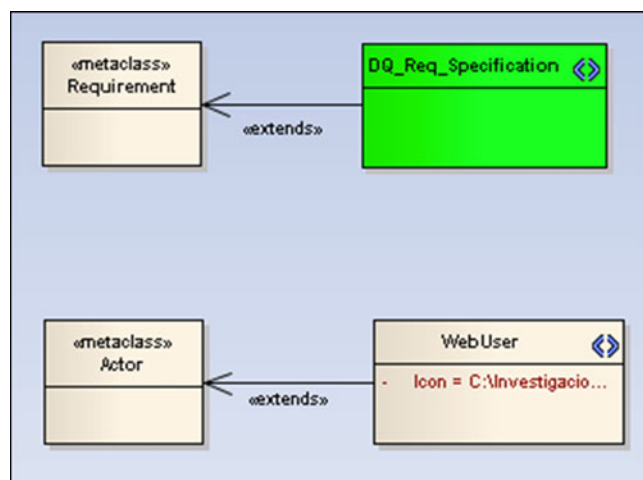 «metaclass»
Requirement
DQ_Req_Specification
«extends»
«metaclass»
Actor
WebUser
- Icon = C:\Investigacio...
«extends»